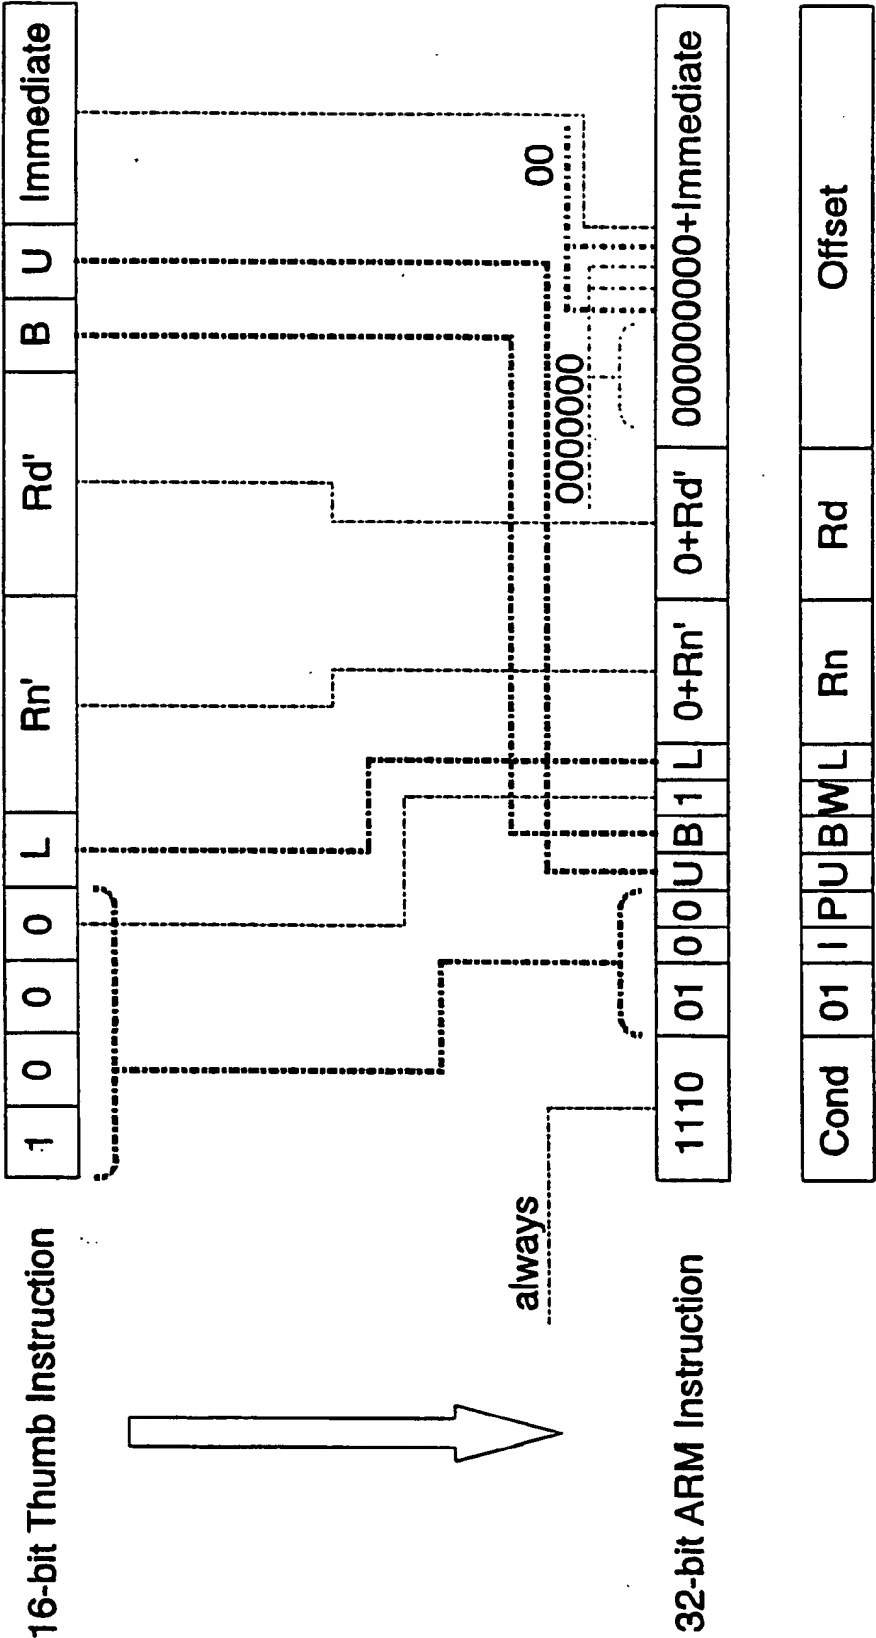 16-bit Thumb Instruction
1 0 0 0 L Rn' Rd' B U Immediate
00
0000000
always
32-bit ARM Instruction
1110 01 0 0 U B 1 L 0+Rn' 0+Rd' 000000000+Immediate
Cond 01 I P U B W L Rn Rd Offset